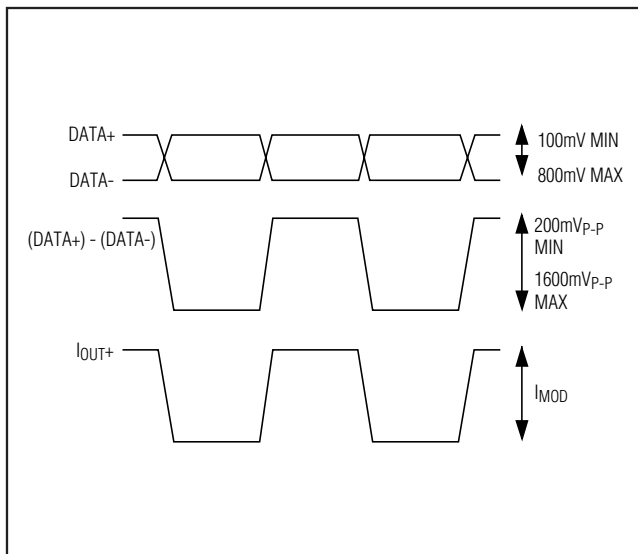 DATA+
100mV MIN
DATA-
800mV MAX
(DATA+) - (DATA-)
200mVP-P
MIN
1600mVP-P
MAX
IOUT+
IMOD